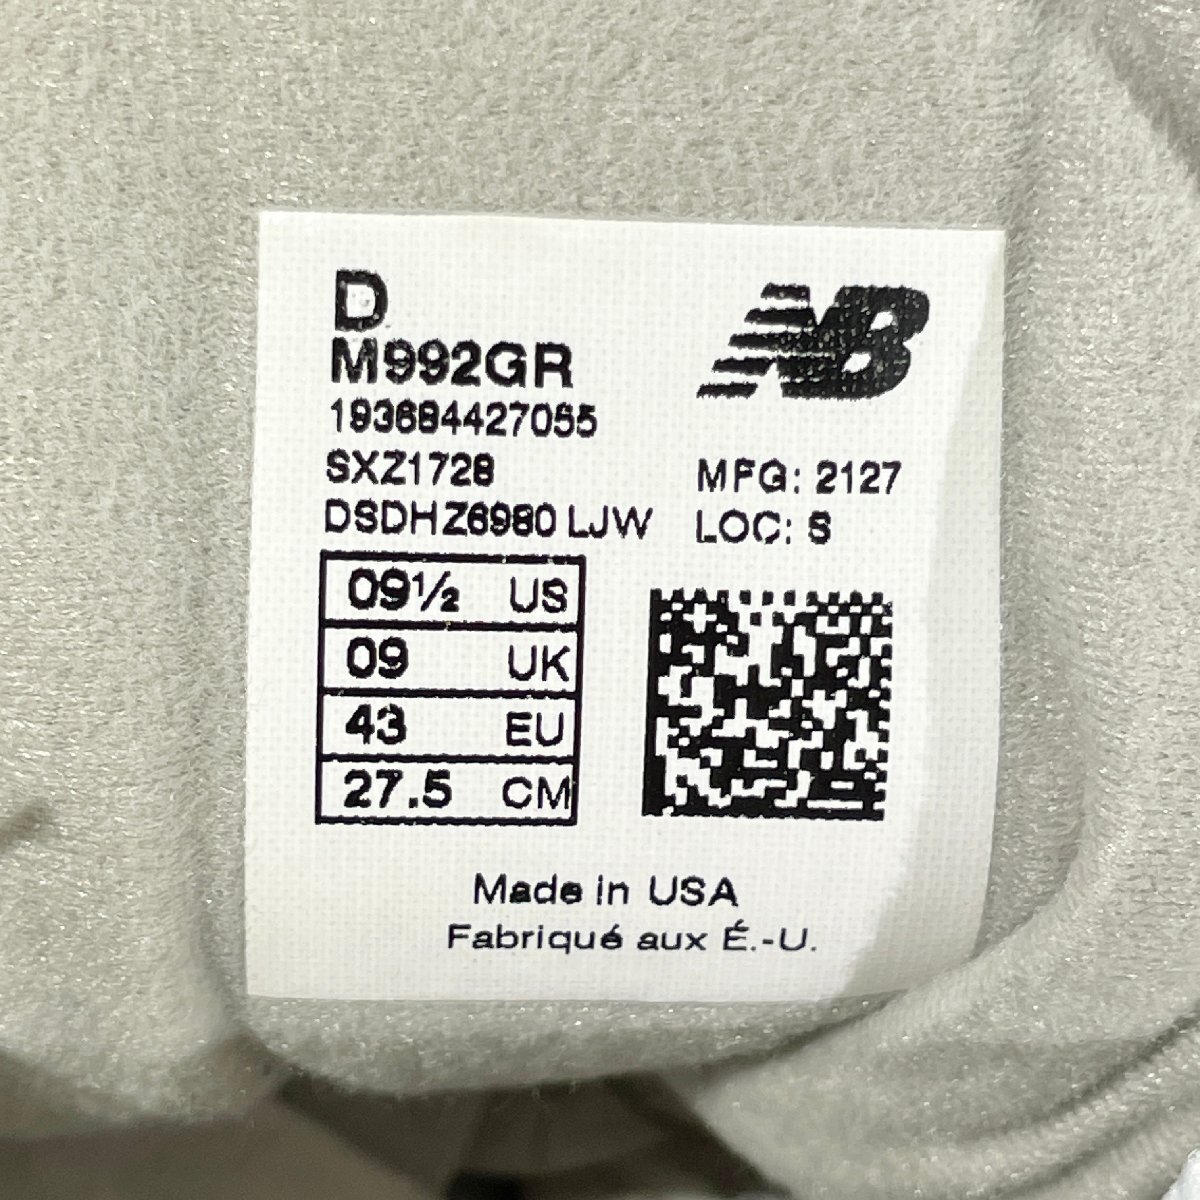 D
M992GR
193684427055
SXZ1728
DSDHZ6980 LJW
NB
MFG: 2127
LOC: S
09½ US
09 UK
43 EU
27.5 CM
Made in USA
Fabriqué aux É.-U.